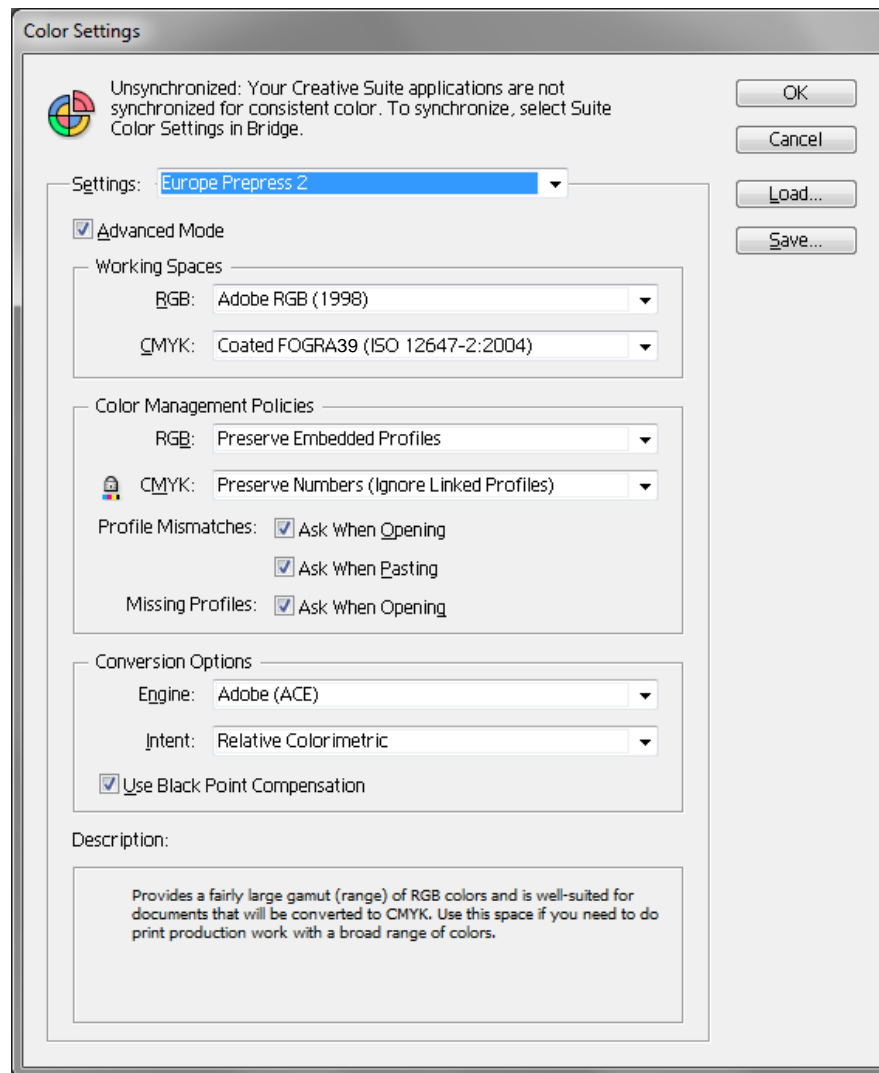 Color Settings
Unsynchronized: Your Creative Suite applications are not
synchronized for consistent color. To synchronize, select Suite
Color Settings in Bridge.
OK
Cancel
Load...
Save...
Settings: Europe Prepress 2
Advanced Mode
Working Spaces
RGB: Adobe RGB (1998)
CMYK: Coated FOGRA39 (ISO 12647-2:2004)
Color Management Policies
RGB: Preserve Embedded Profiles
CMYK: Preserve Numbers (Ignore Linked Profiles)
Profile Mismatches: Ask When Opening
Ask When Pasting
Missing Profiles: Ask When Opening
Conversion Options
Engine: Adobe (ACE)
Intent: Relative Colorimetric
Use Black Point Compensation
Description:
Provides a fairly large gamut (range) of RGB colors and is well-suited for
documents that will be converted to CMYK. Use this space if you need to do
print production work with a broad range of colors.